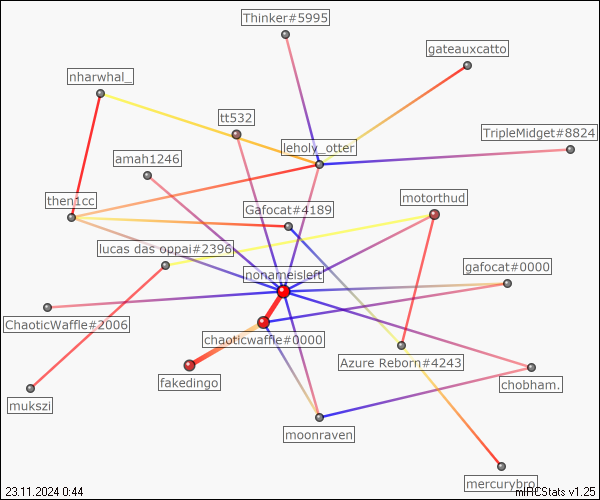 Thinker#5995
gateauxcatto
nharwhal_
tt532
TripleMidget#8824
leholy_otter
amah1246
then1cc
motorthud
Gafocat#4189
lucas das oppai#2396
gafocat#0000
nonameisleft
ChaoticWaffle#2006
chaoticwaffle#0000
Azure Reborn#4243
fakedingo
chobham.
mukszi
moonraven
mercurybro
23.11.2024 0:44
mIRCStats v1.25